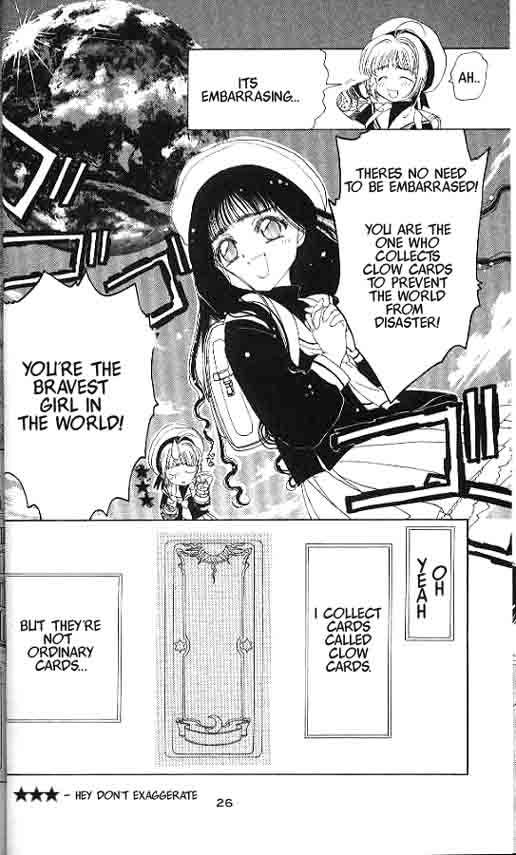 AH..
ITS
EMBARRASING..
THERES NO NEED
TO BE EMBARRASED!
YOU ARE THE
ONE WHO
COLLECTS
CLOW CARDS
TO PREVENT
THE WORLD
FROM
DISASTER!
YOU'RE THE
BRAVEST
GIRL IN
THE WORLD!
★★★
OH
YEAH
I COLLECT
CARDS
CALLED
CLOW
CARDS.
BUT THEY'RE
NOT
ORDINARY
CARDS...
★★★ - HEY DON'T EXAGGERATE
26